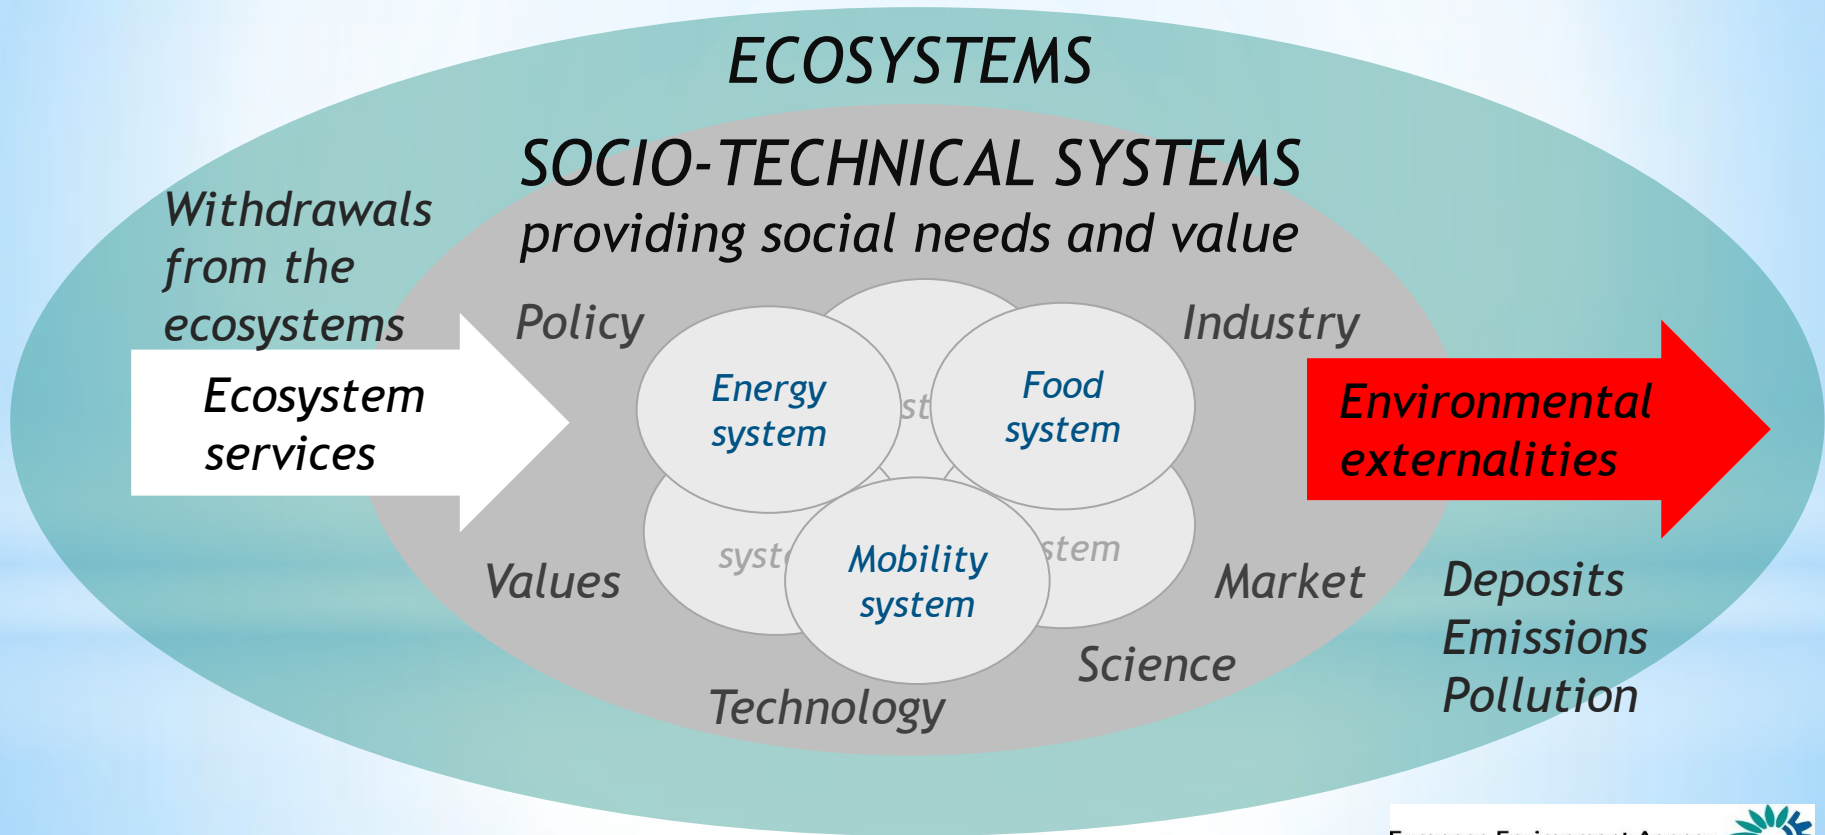 ECOSYSTEMS
SOCIO-TECHNICAL SYSTEMS
providing social needs and value
Withdrawals
from the
ecosystems
Ecosystem
services
Policy
Industry
Energy
system
Food
system
Environmental
externalities
Values
Mobility
system
Market
Science
Technology
Deposits
Emissions
Pollution